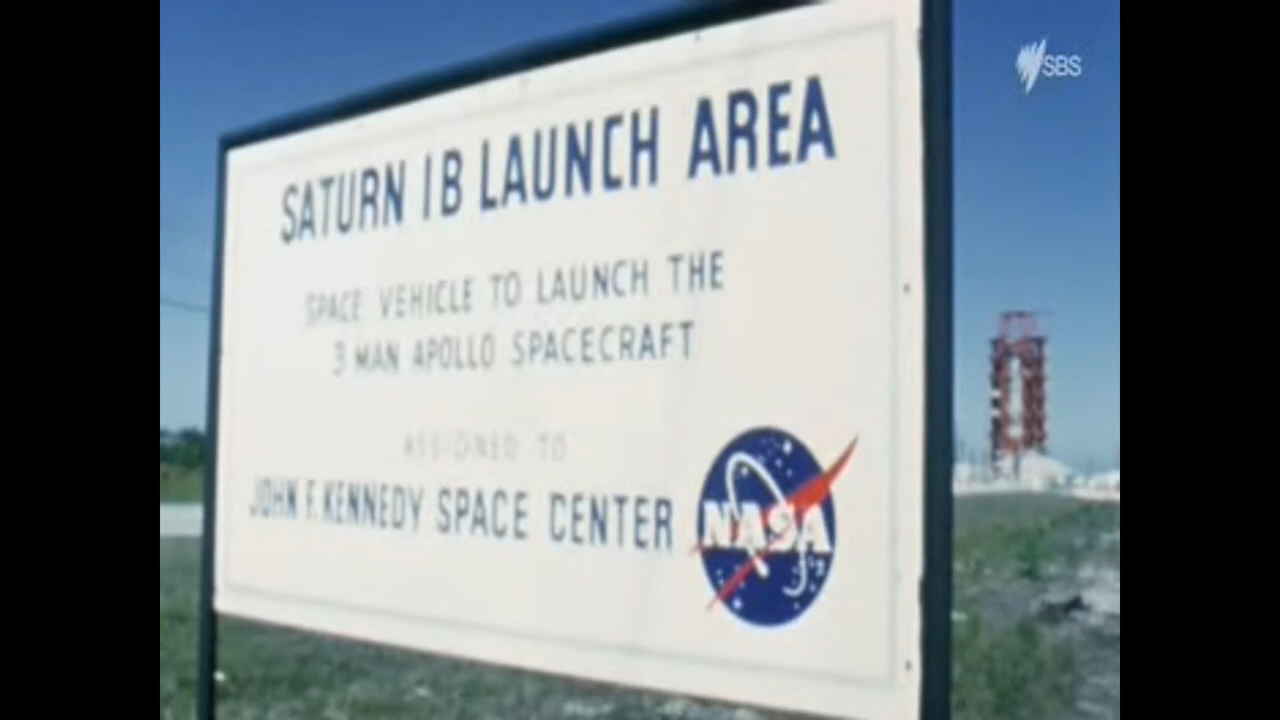 SBS
SATURN IB LAUNCH AREA
SPACE VEHICLE TO LAUNCH THE
3 MAN APOLLO SPACECRAFT
ASSIGNED TO
JOHN F. KENNEDY SPACE CENTER
NASA